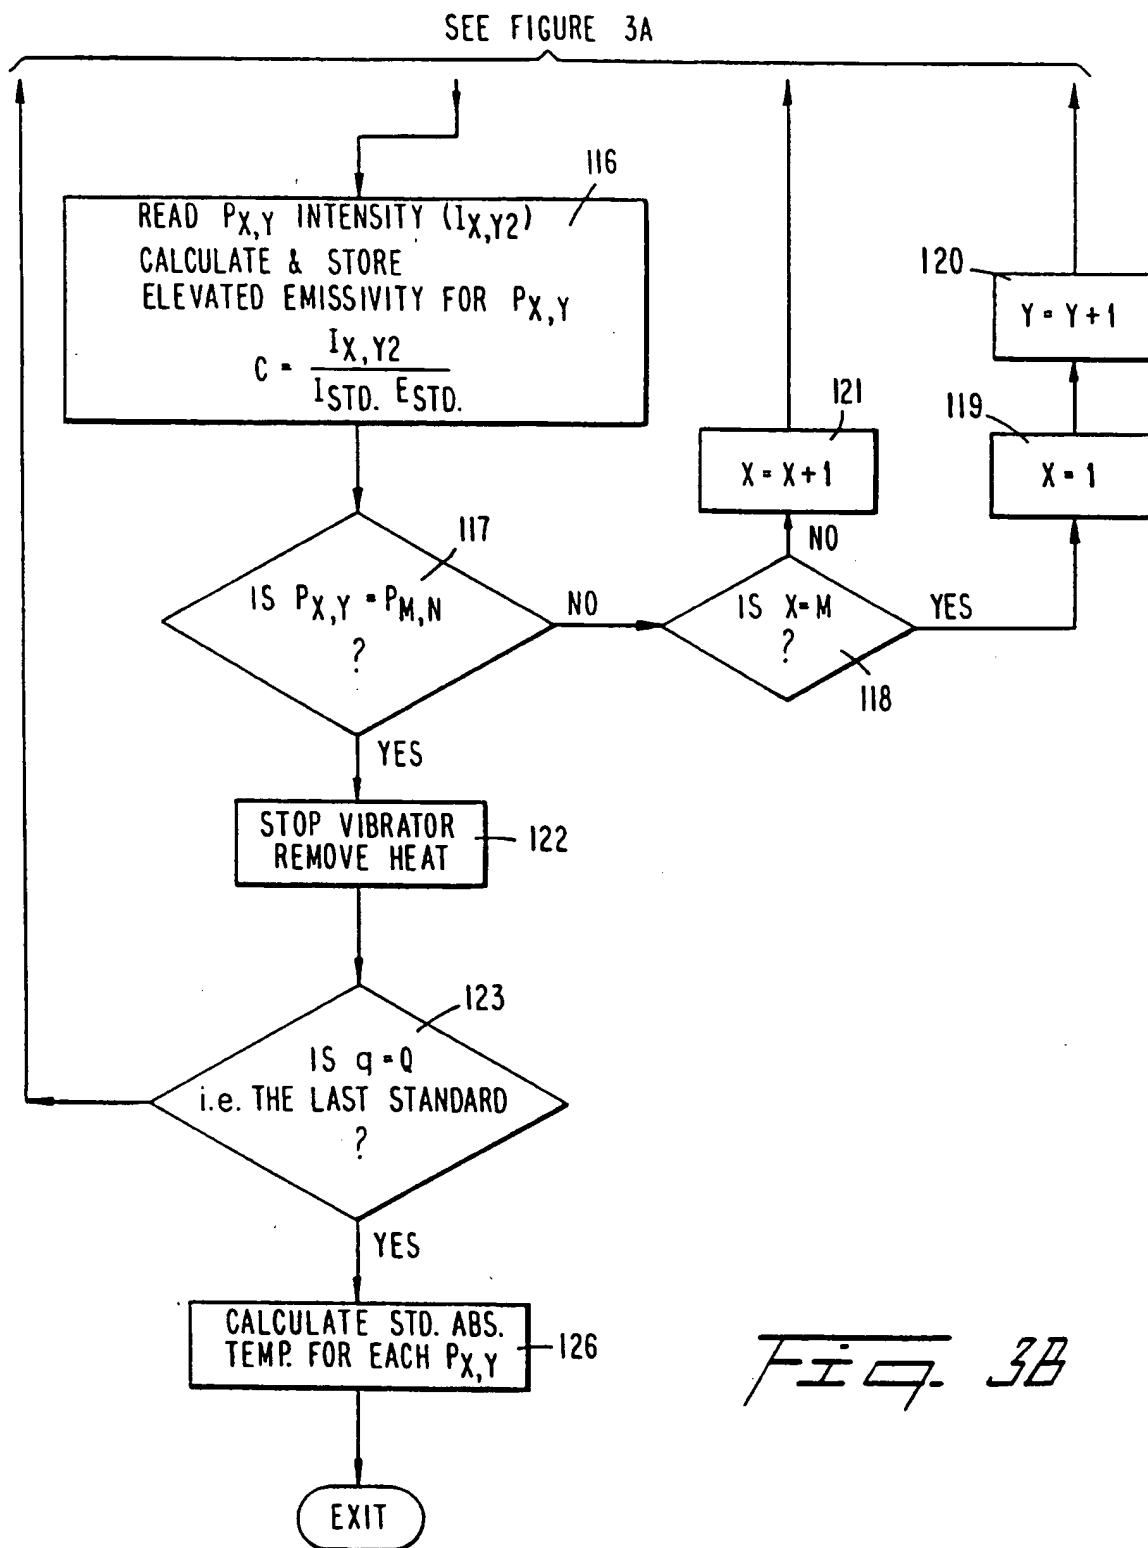 SEE FIGURE 3A
116
READ PX,Y INTENSITY (IX,Y2)
CALCULATE & STORE
ELEVATED EMISSIVITY FOR PX,Y
C = IX,Y2 / ISTD. ESTD.
120
Y = Y+1
121
X = X+1
119
X = 1
117
IS PX,Y = PM,N
?
NO
NO
IS X=M
?
YES
118
YES
STOP VIBRATOR
REMOVE HEAT
122
123
IS q = Q
i.e. THE LAST STANDARD
?
YES
CALCULATE STD. ABS.
TEMP. FOR EACH PX,Y
126
EXIT
Fig. 3B